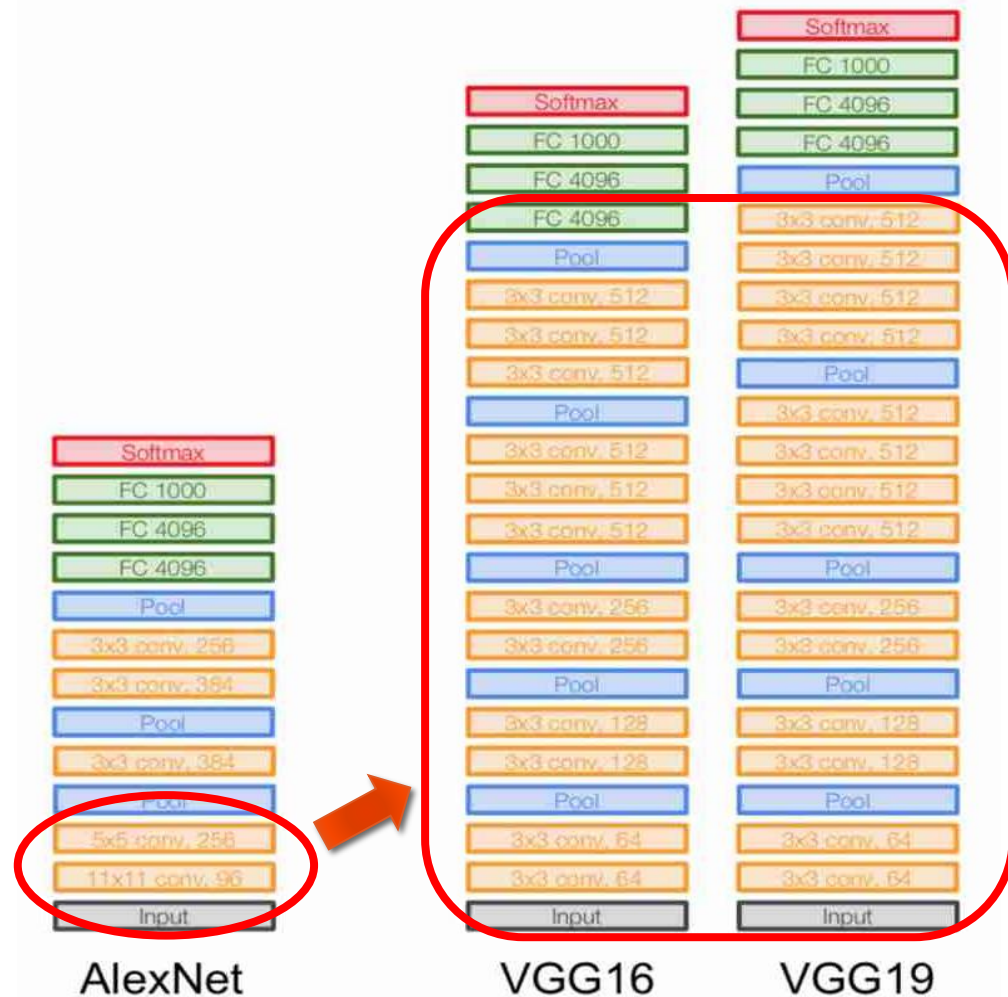 Softmax
FC 1000
FC 4096
FC 4096
Pool
3x3 conv, 256
3x3 conv, 384
Pool
3x3 conv, 384
Pool
5x5 conv, 256
11x11 conv, 96
Input
AlexNet
Softmax
FC 1000
FC 4096
FC 4096
Pool
3x3 conv, 512
3x3 conv, 512
3x3 conv, 512
Pool
3x3 conv, 512
3x3 conv, 512
3x3 conv, 512
Pool
3x3 conv, 256
3x3 conv, 256
Pool
3x3 conv, 128
3x3 conv, 128
Pool
3x3 conv, 64
3x3 conv, 64
Input
VGG16
Softmax
FC 1000
FC 4096
FC 4096
Pool
3x3 conv, 512
3x3 conv, 512
3x3 conv, 512
3x3 conv, 512
Pool
3x3 conv, 512
3x3 conv, 512
3x3 conv, 512
3x3 conv, 512
Pool
3x3 conv, 256
3x3 conv, 256
Pool
3x3 conv, 128
3x3 conv, 128
Pool
3x3 conv, 64
3x3 conv, 64
Input
VGG19